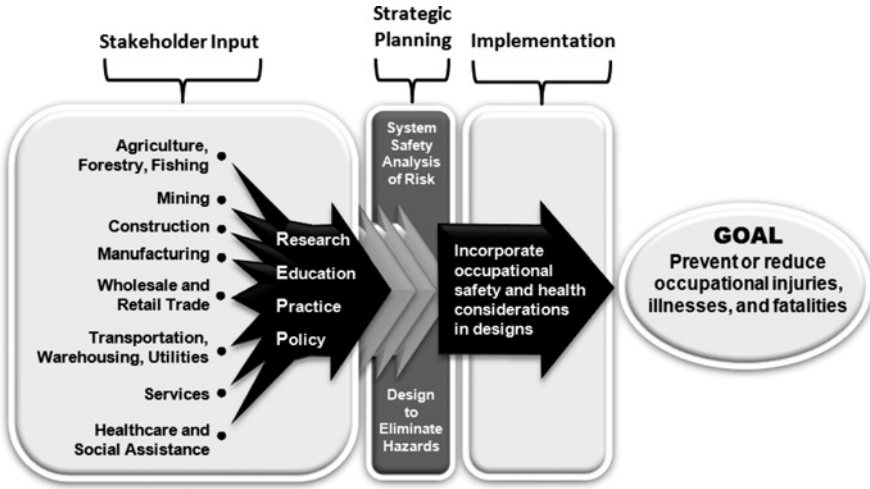 Stakeholder Input
Strategic
Planning
Implementation
Agriculture,
Forestry, Fishing
Mining
Construction
Manufacturing
Wholesale and
Retail Trade
Transportation,
Warehousing, Utilities
Services
Healthcare and
Social Assistance
Research
Education
Practice
Policy
System
Safety
Analysis
of Risk
Design
to
Eliminate
Hazards
Incorporate
occupational
safety and health
considerations
in designs
GOAL
Prevent or reduce
occupational injuries,
illnesses, and fatalities